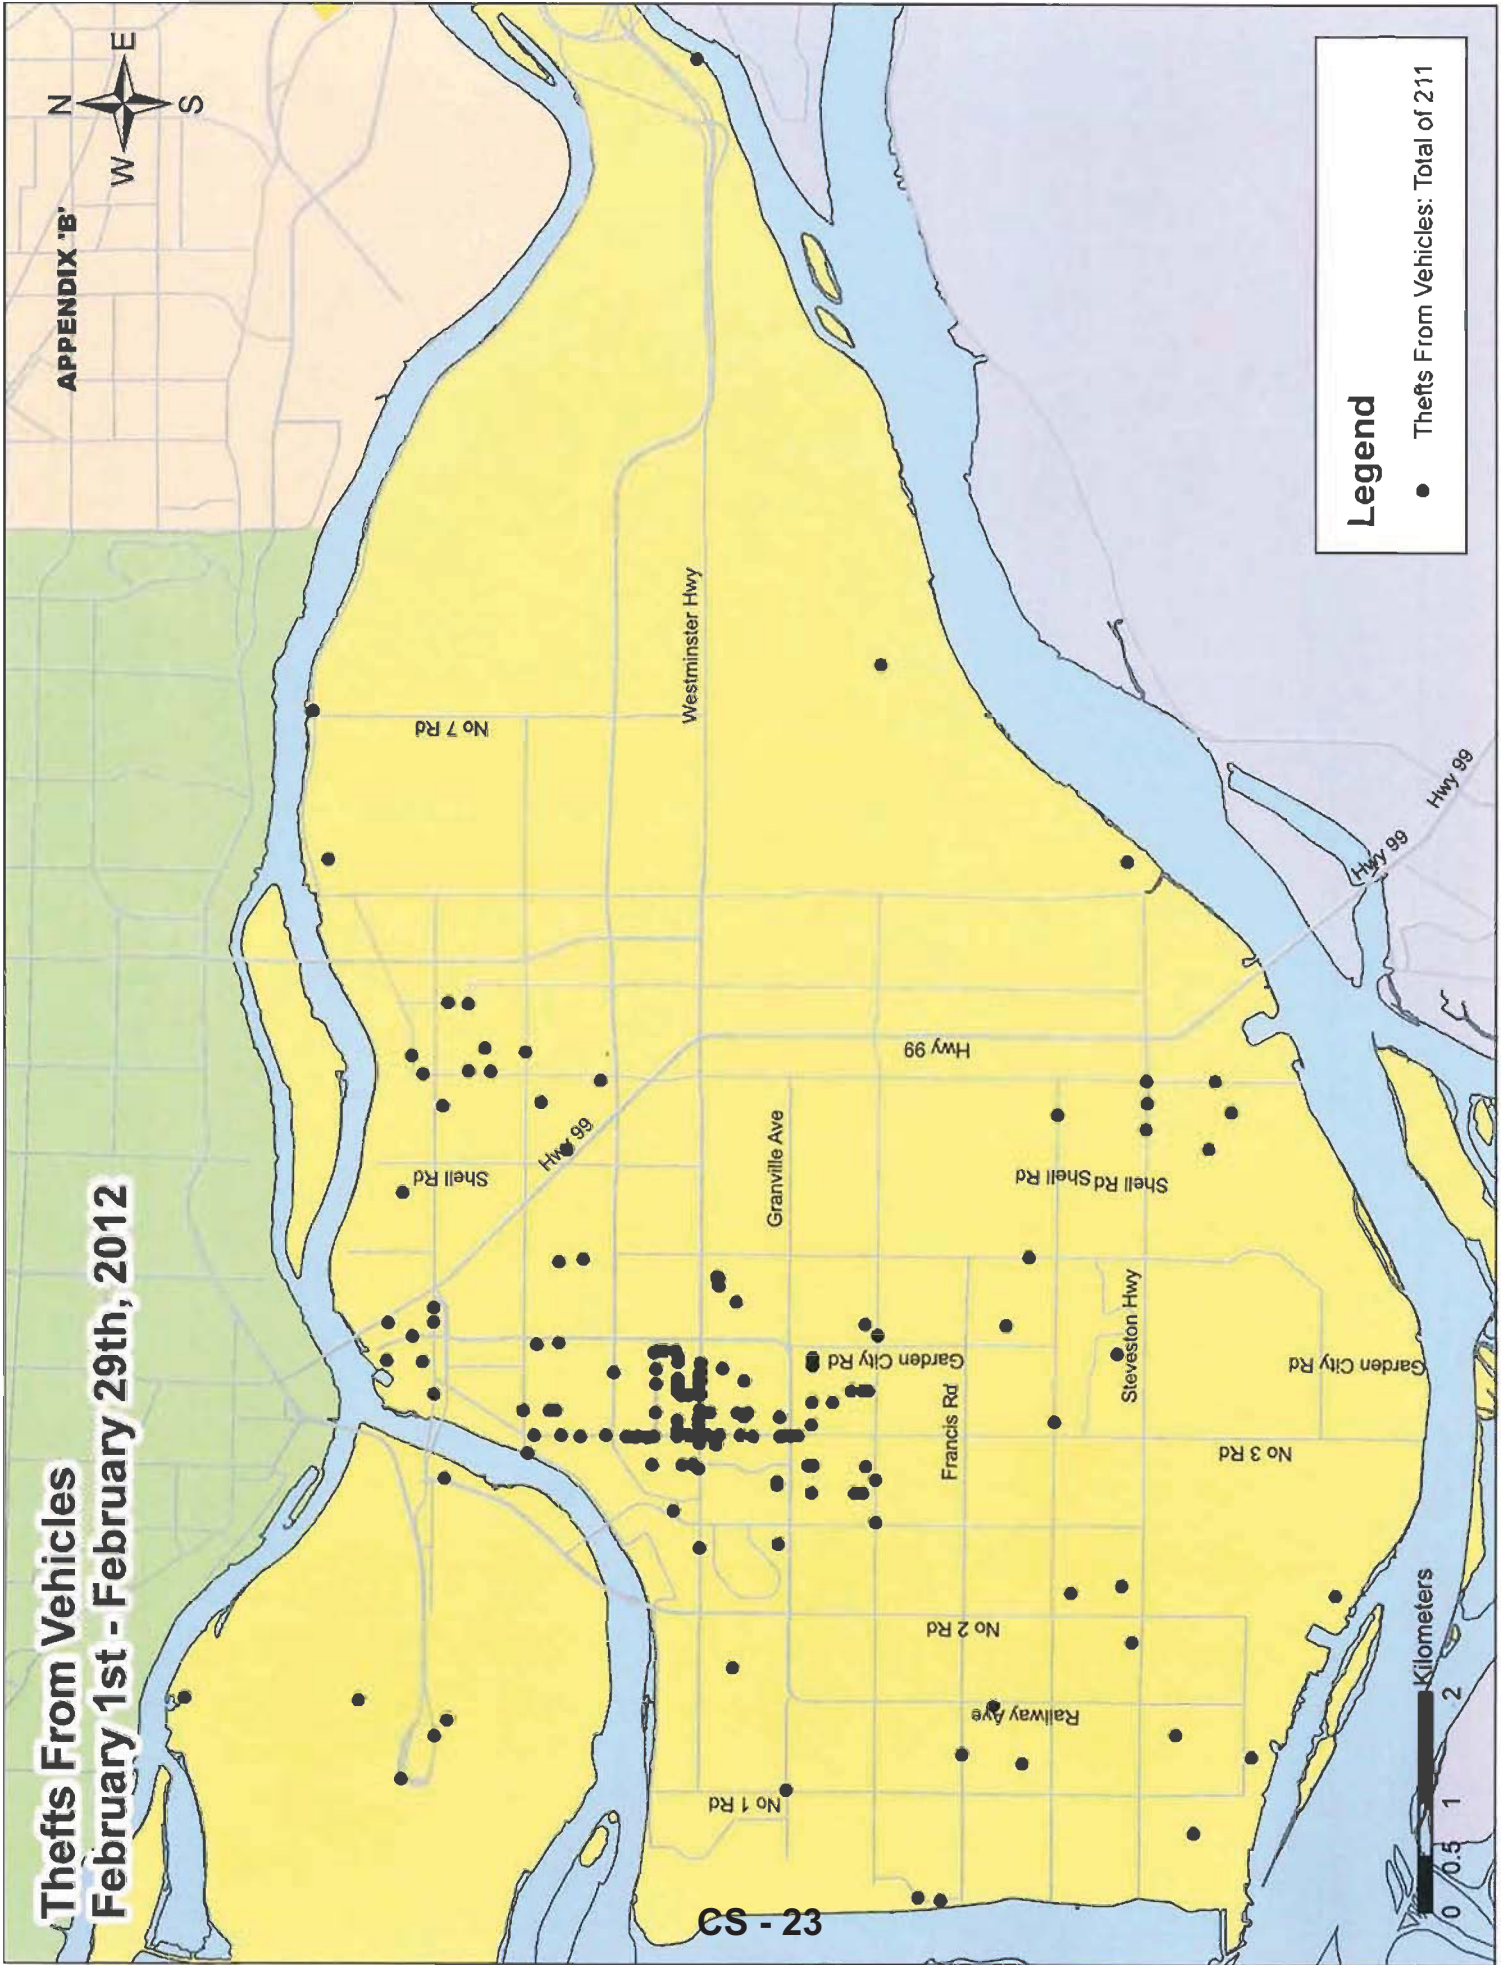 Thefts From Vehicles
February 1st - February 29th, 2012
APPENDIX 'B'
N
W
E
S
No 7 Rd
Westminster Hwy
Shell Rd
Hwy 99
Hwy 99
Granville Ave
Shell Rd
Shell Rd
Shell Rd
Hwy 99
Hwy 99
Garden City Rd
Francis Rd
Steveston Hwy
Garden City Rd
No 3 Rd
No 2 Rd
Railway Ave
No 1 Rd
Legend
Thefts From Vehicles: Total of 211
Kilometers
0 0.5 1 2
CS - 23